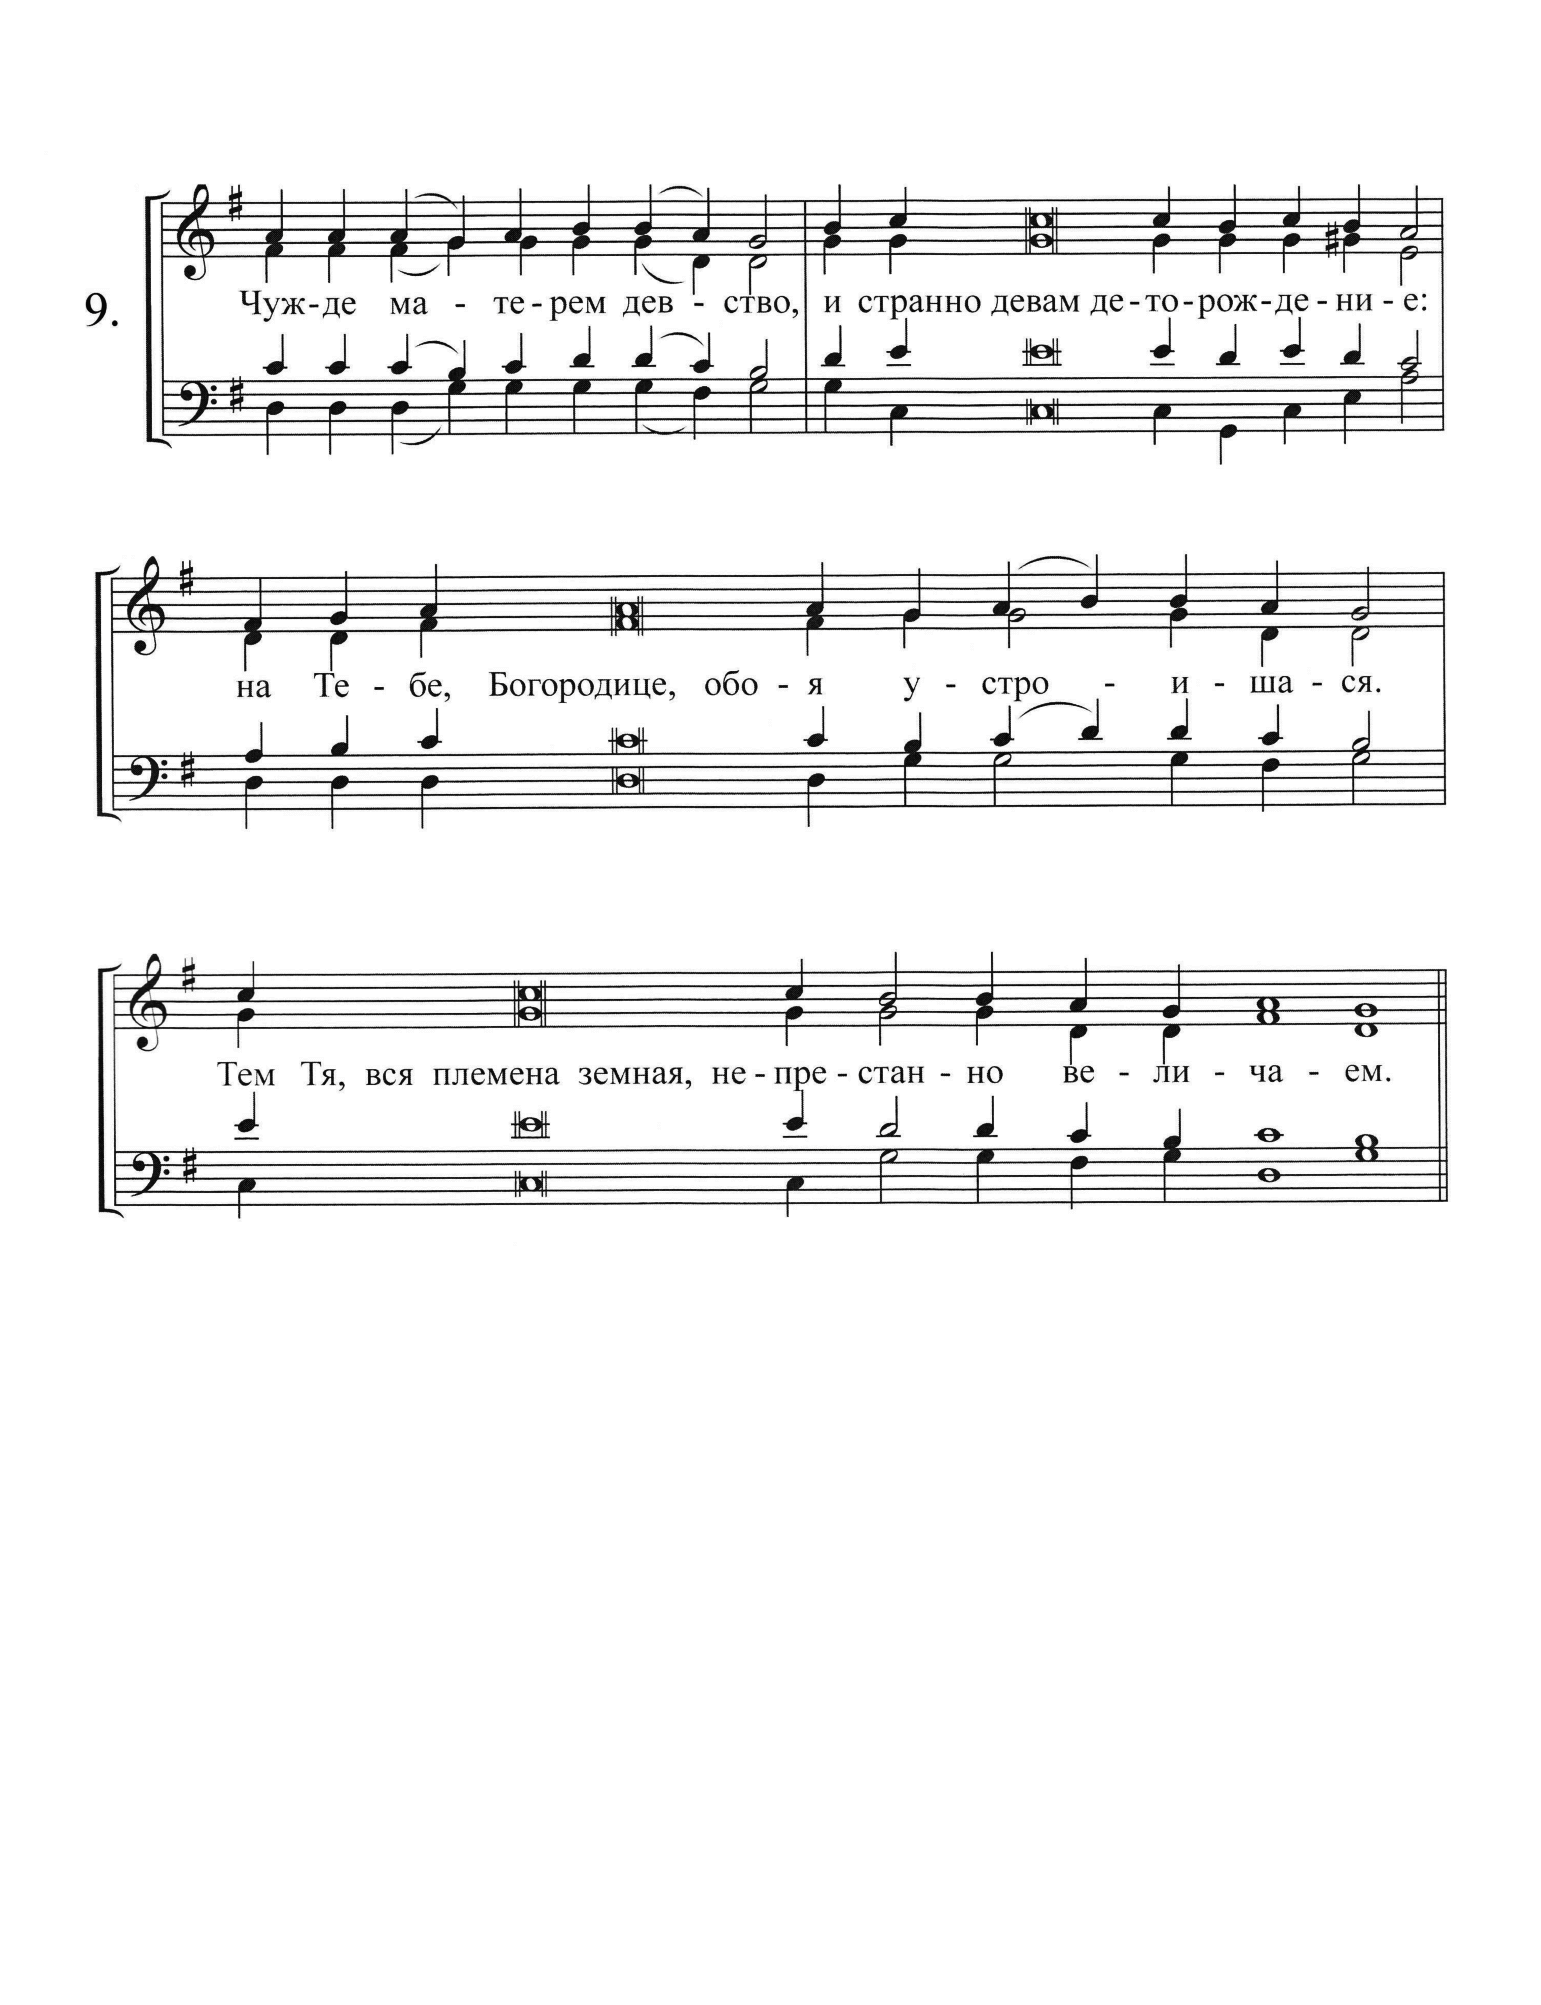 9. Чуж-де ма - те-рем дев - ство, и странно девам де-то-рож-де-ни-е:
на Те - бе, Богородице, обо - я у - стро - и - ша - ся.
Тем Тя, вся племена земная, не-пре-стан - но ве - ли - ча - ем.